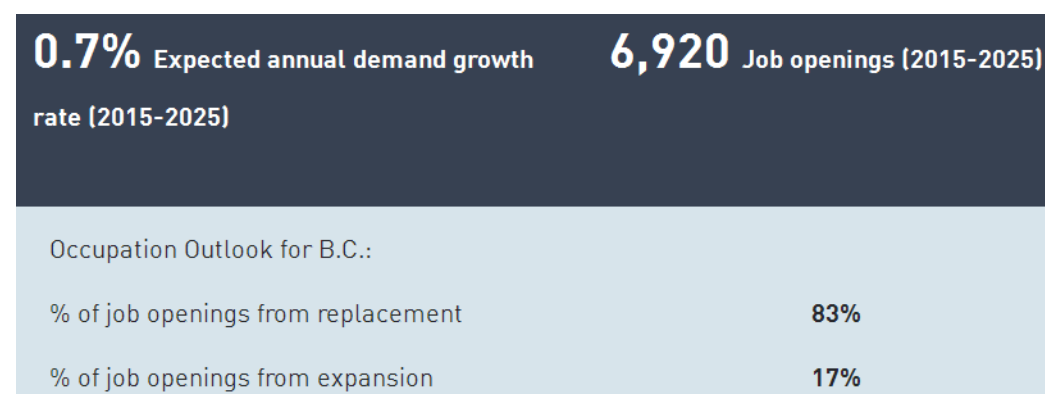 0.7% Expected annual demand growth
rate (2015-2025)
6,920 Job openings (2015-2025)
Occupation Outlook for B.C.:
% of job openings from replacement 83%
% of job openings from expansion 17%